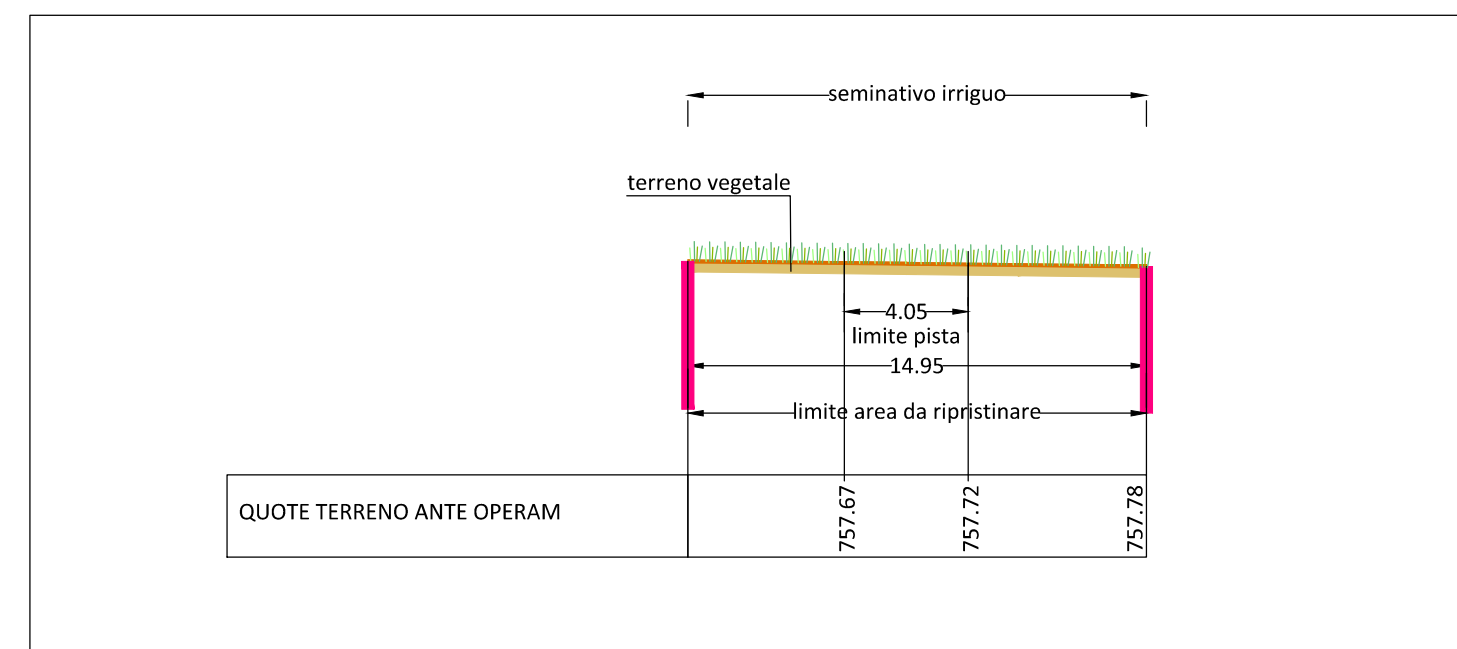 seminativo irriguo
terreno vegetale
4.05
limite pista
14.95
limite area da ripristinare
QUOTE TERRENO ANTE OPERAM
757.67
757.72
757.78